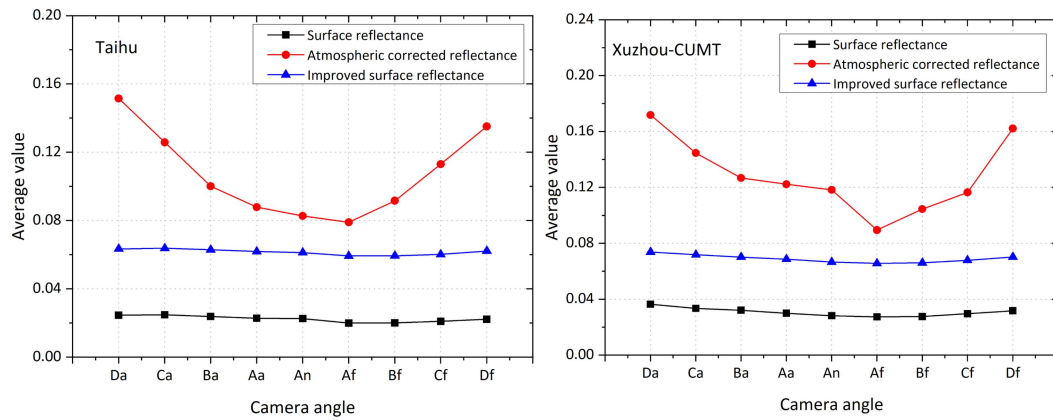 Taihu
Surface reflectance
Atmospheric corrected reflectance
Improved surface reflectance
0.20
0.16
0.12
0.08
0.04
0.00
Average value
Da Ca Ba Aa An Af Bf Cf Df
Camera angle
Xuzhou-CUMT
Surface reflectance
Atmospheric corrected reflectance
Improved surface reflectance
0.24
0.20
0.16
0.12
0.08
0.04
0.00
Average value
Da Ca Ba Aa An Af Bf Cf Df
Camera angle